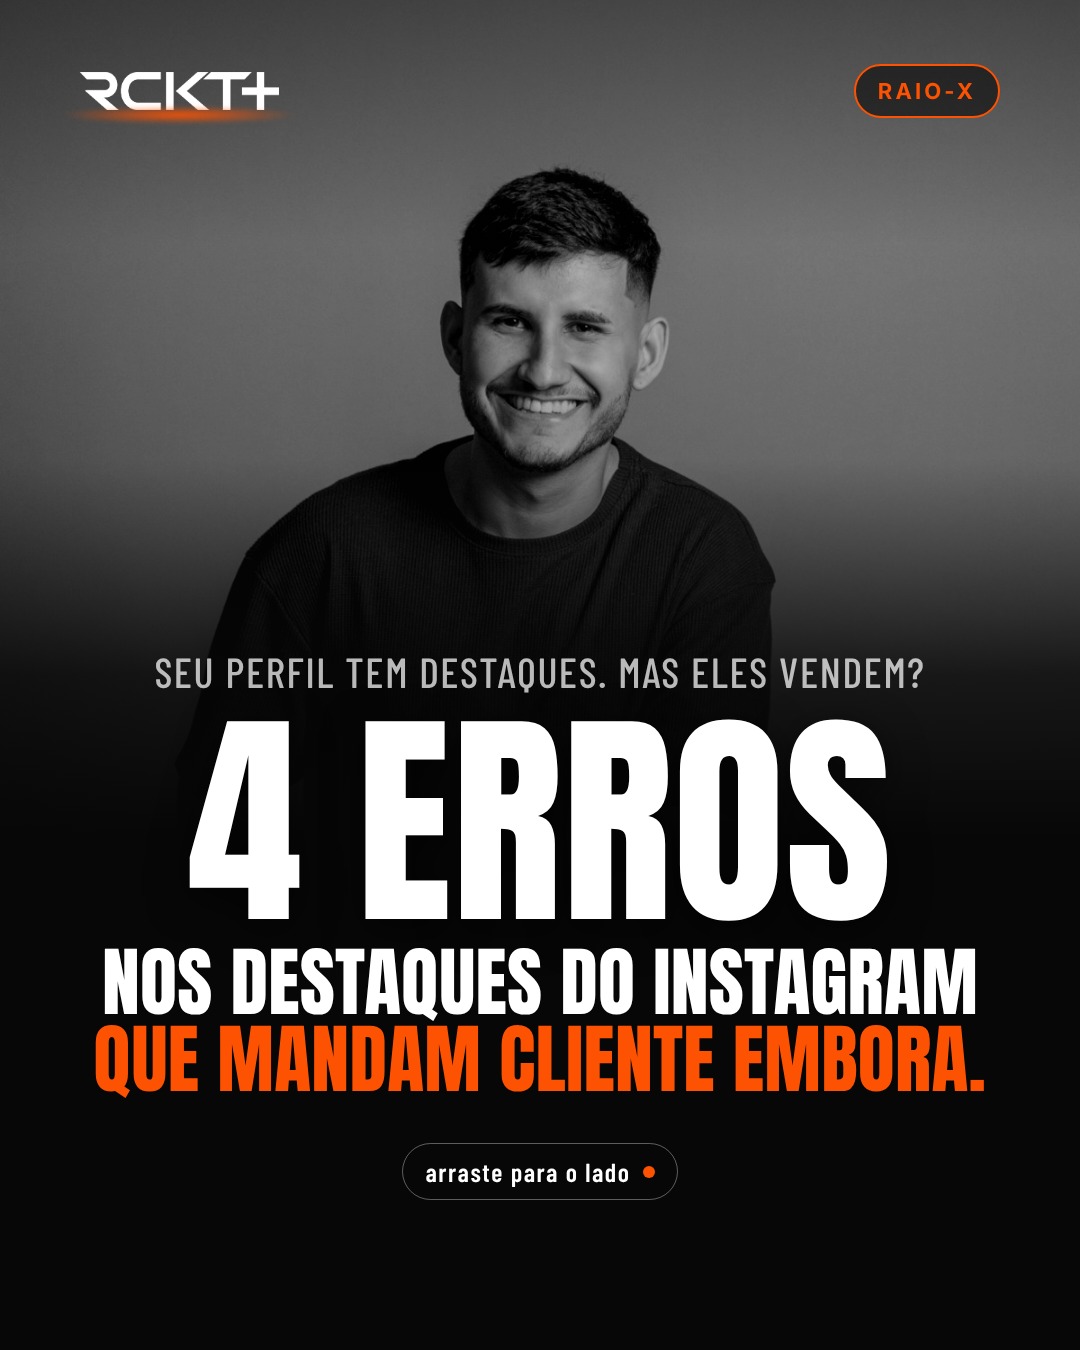 RCKT+
RAIO-X
SEU PERFIL TEM DESTAQUES. MAS ELES VENDEM?
4 ERROS
NOS DESTAQUES DO INSTAGRAM
QUE MANDAM CLIENTE EMBORA.
arraste para o lado